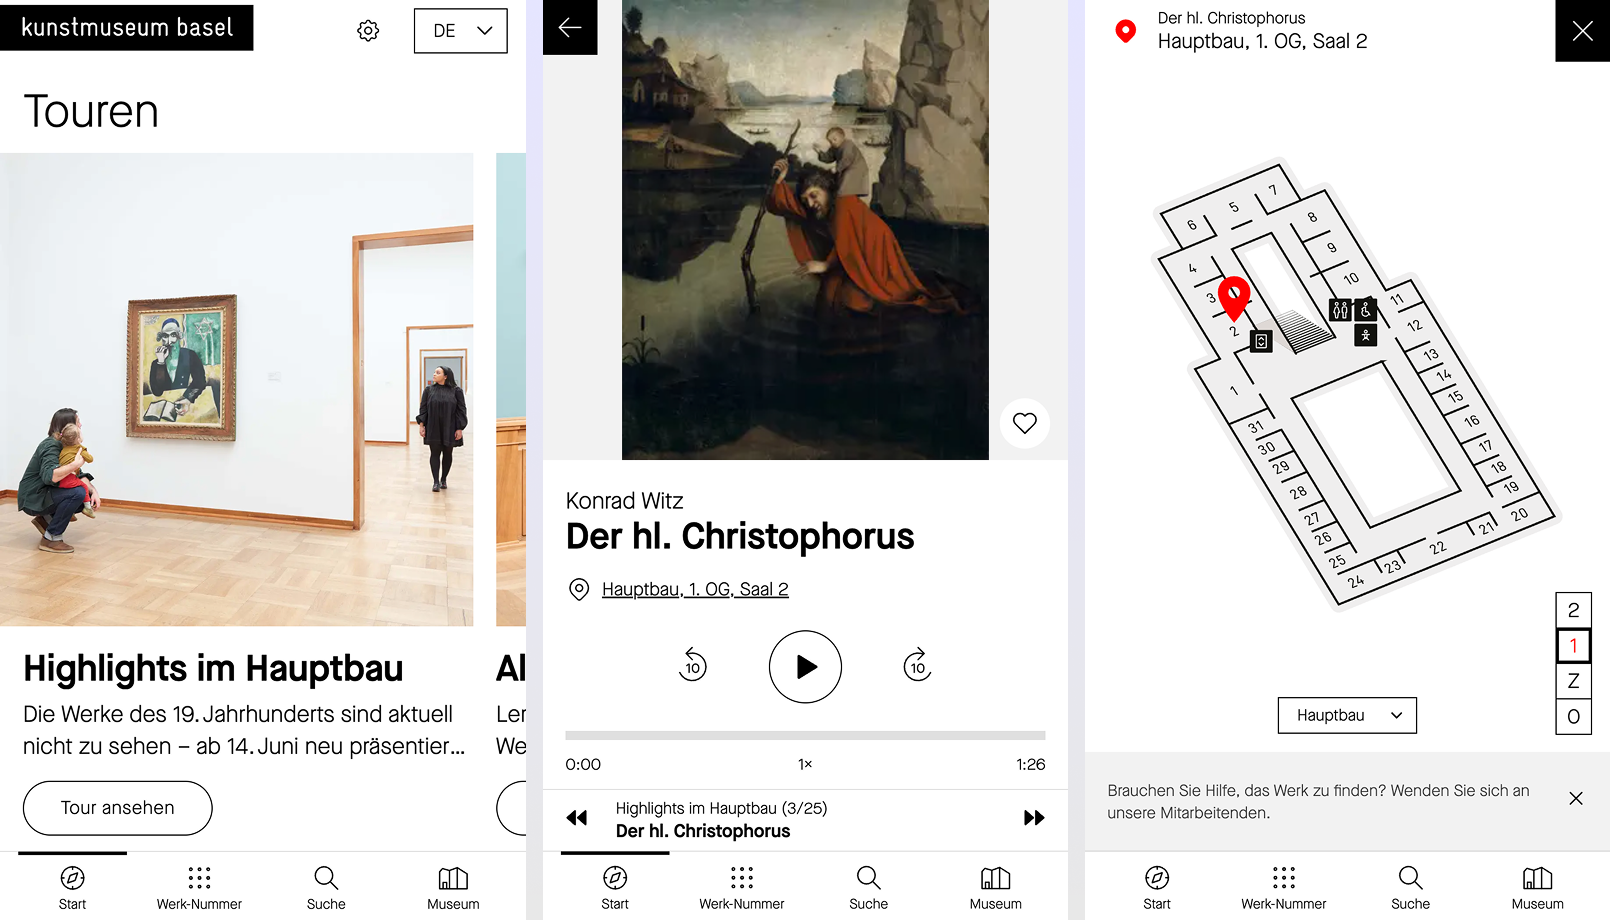 kunstmuseum basel
DE
Touren
Highlights im Hauptbau
Die Werke des 19. Jahrhunderts sind aktuell
nicht zu sehen – ab 14. Juni neu präsentier...
Tour ansehen
Al
Ler
We
Start
Werk-Nummer
Suche
Museum
Konrad Witz
Der hl. Christophorus
Hauptbau, 1. OG, Saal 2
10
10
0:00
1×
1:26
Highlights im Hauptbau (3/25)
Der hl. Christophorus
Start
Werk-Nummer
Suche
Museum
Der hl. Christophorus
Hauptbau, 1. OG, Saal 2
7
5
6
8
9
4
10
3
11
2
12
13
14
1
15
16
31
17
30
18
29
19
28
20
27
21
26
22
25
23
24
2
1
Z
0
Hauptbau
Brauchen Sie Hilfe, das Werk zu finden? Wenden Sie sich an
unsere Mitarbeitenden.
Start
Werk-Nummer
Suche
Museum